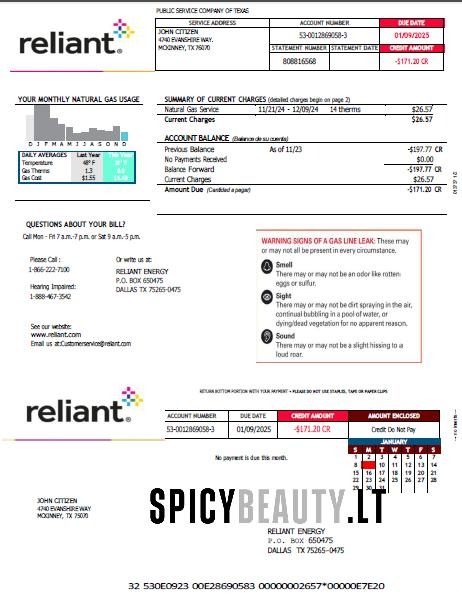 PUBLIC SERVICE COMPANY OF TEXAS
reliant®
SERVICE ADDRESS ACCOUNT NUMBER DUE DATE
JOHN CITIZEN 53-0012869058-3 01/09/2025
4740 EVANSHIRE WAY.
MCKINNEY, TX 76070
STATEMENT NUMBER STATEMENT DATE CREDIT AMOUNT
808816568 -$171.20 CR
YOUR MONTHLY NATURAL GAS USAGE
D J F M A M J J A S O N D
DAILY AVERAGES Last Year This Year
Temperature 48° F
Gas Therms 1.3
Gas Cost $1.55
SUMMARY OF CURRENT CHARGES (detailed charges begin on page 2)
Natural Gas Service 11/21/24 - 12/09/24 14 therms $26.57
Current Charges $26.57
ACCOUNT BALANCE (Balance de su cuenta)
Previous Balance As of 11/23 -$197.77 CR
No Payments Received $0.00
Balance Forward -$197.77 CR
Current Charges $26.57
Amount Due (Cantidad a pagar) -$171.20 CR
QUESTIONS ABOUT YOUR BILL?
Call Mon - Fri 7 a.m.-7 p.m. or Sat 9 a.m.-5 p.m.
Please Call :
1-866-222-7100
Hearing Impaired:
1-888-467-3542
Or write us at:
RELIANT ENERGY
P.O. BOX 650475
DALLAS TX 75265-0475
See our website:
www.reliant.com
Email us at:Customerservice@reliant.com
WARNING SIGNS OF A GAS LINE LEAK: These may
or may not all be present in every circumstance.
Smell
There may or may not be an odor like rotten
eggs or sulfur.
Sight
There may or may not be dirt spraying in the air,
continual bubbling in a pool of water, or
dying/dead vegetation for no apparent reason.
Sound
There may or may not be a slight hissing to a
loud roar.
RETURN BOTTOM PORTION WITH YOUR PAYMENT • PLEASE DO NOT USE STAPLES, TAPE OR PAPER CLIPS
reliant®
ACCOUNT NUMBER DUE DATE CREDIT AMOUNT AMOUNT ENCLOSED
53-0012869058-3 01/09/2025 -$171.20 CR Credit Do Not Pay
JANUARY
S M T W T F S
1 2 3 4 5 6 7
8 10 11 12 13 14
15 16 17 18 19 20 21
22 23 24 25 26 27 28
29 30 31
No payment is due this month.
JOHN CITIZEN
4740 EVANSHIRE WAY
MCKINNEY, TX 75070
SPICYBEAUTY.LT
RELIANT ENERGY
P.O. BOX 650475
DALLAS TX 75265-0475
32 530E0923 00E28690583 00000002657*00000E7E20